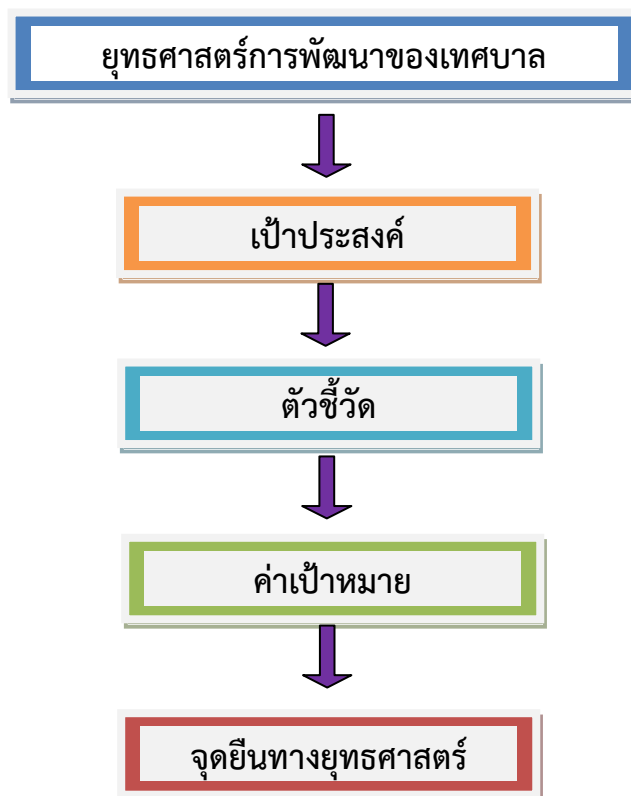 ยุทธศาสตร์การพัฒนาของเทศบาล
เป้าประสงค์
ตัวชี้วัด
ค่าเป้าหมาย
จุดยืนทางยุทธศาสตร์